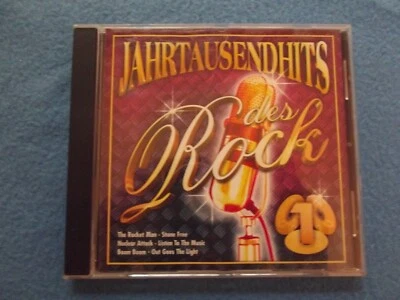 JAHRTAUSENDHITS
des
Rock
1
The Rocket Man - Stone Free
Nuclear Attack - Listen To The Music
Boom Boom - Out Goes The Light